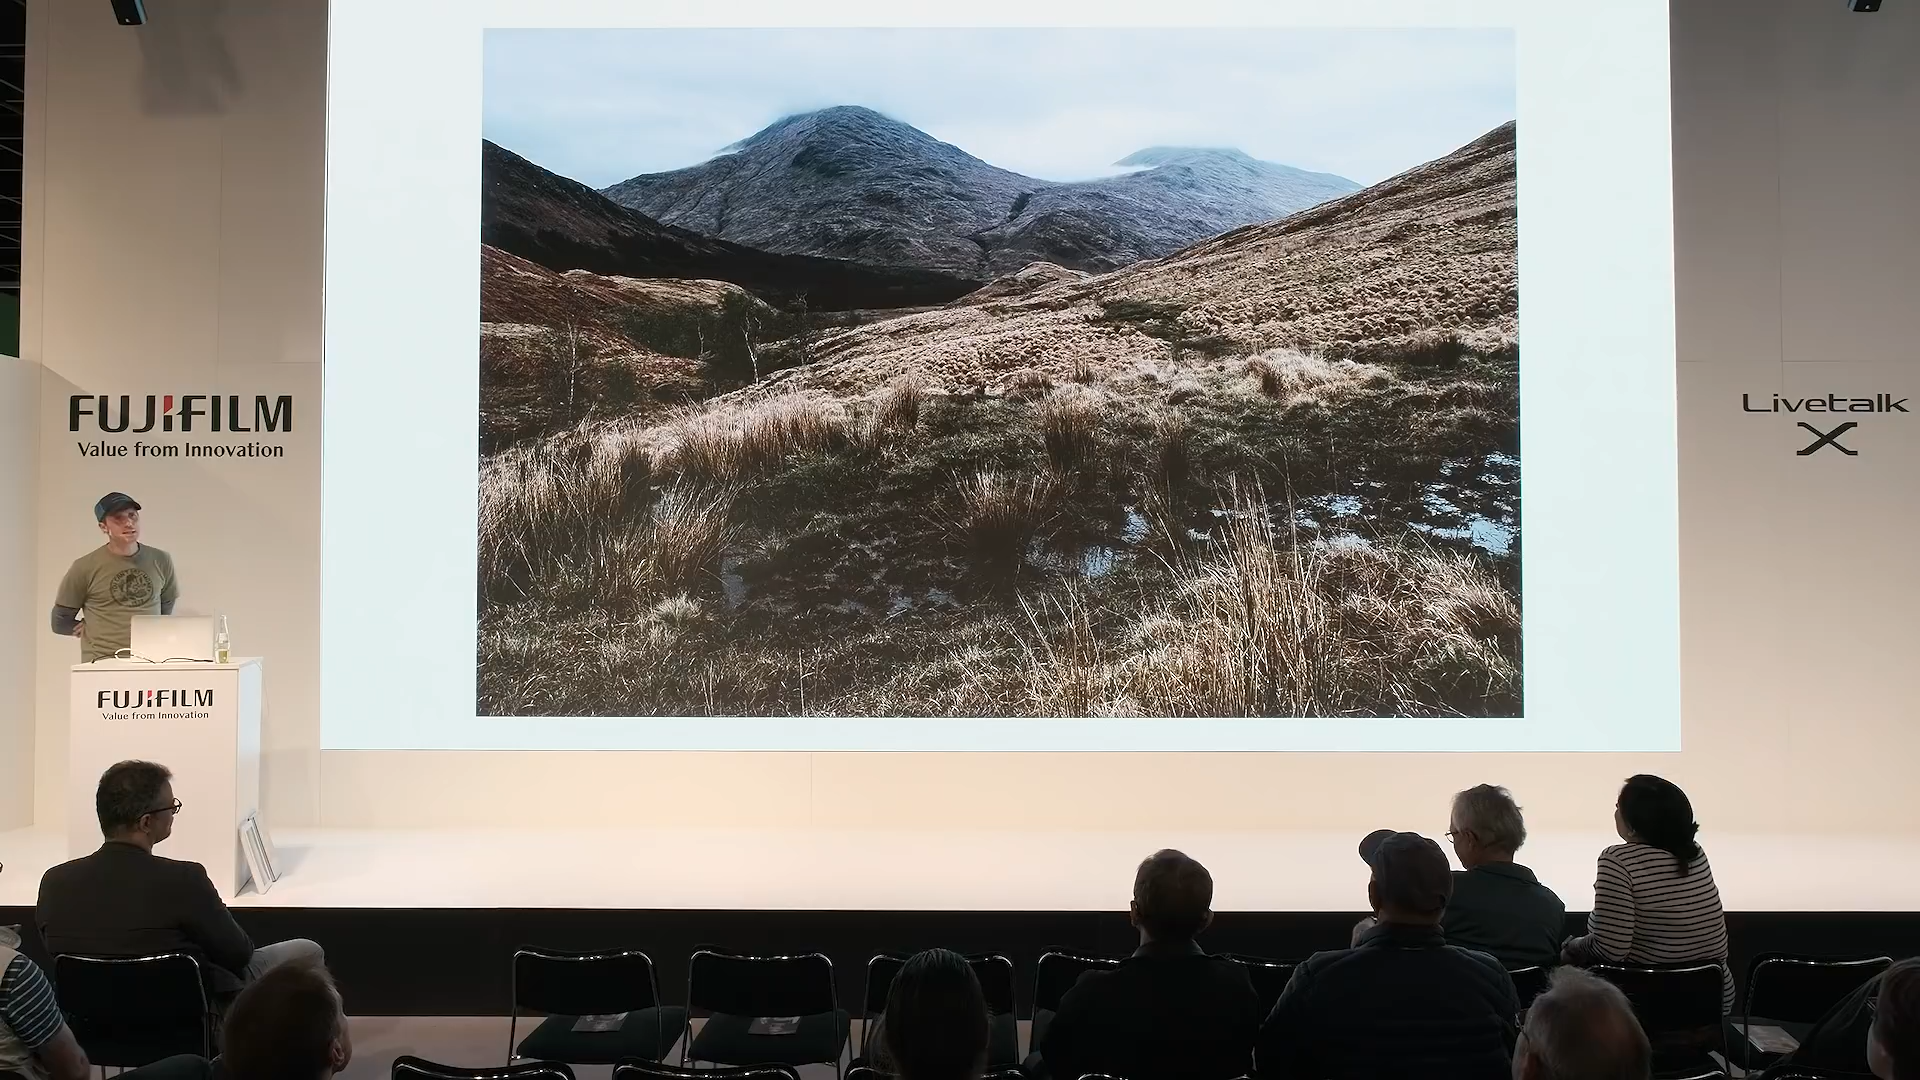 FUJIFILM
Value from Innovation
Livetalk
X
FUJIFILM
Value from Innovation